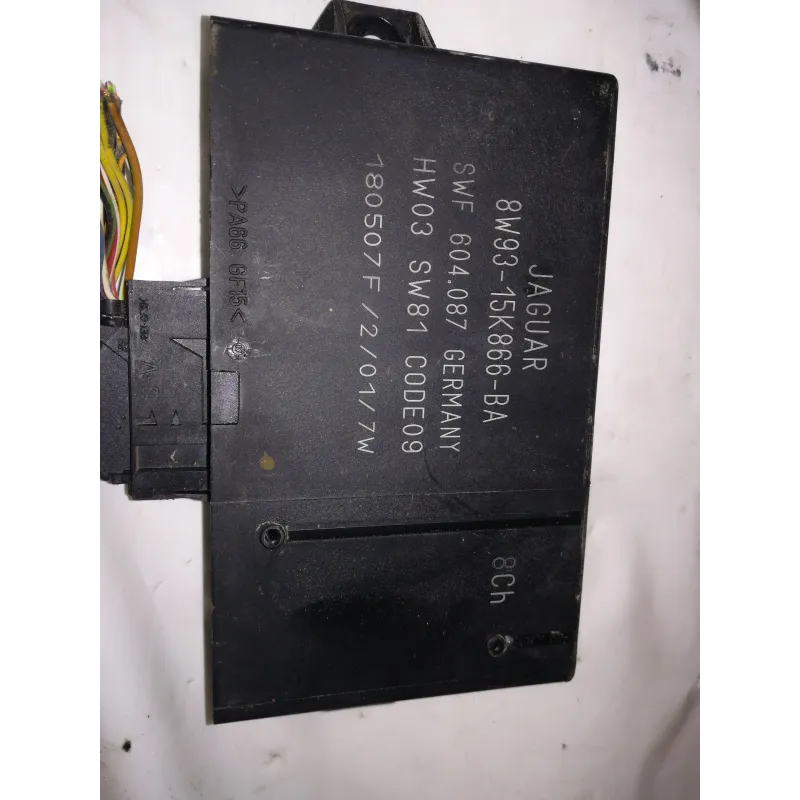 JAGUAR
8W93-15K866-BA
SWF 604.087 GERMANY
HW03 SW81 CODE09
180507F/2/01/7W
>PA66 GF15<
8Ch